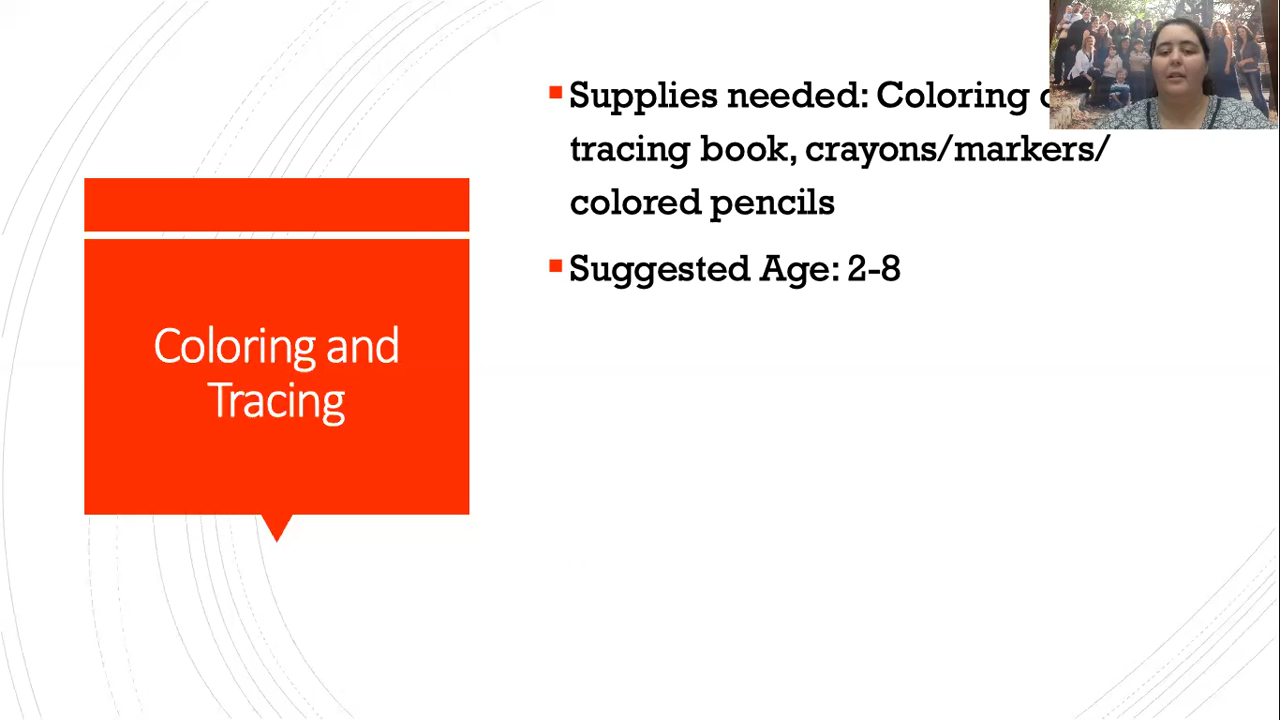 Supplies needed: Coloring
tracing book, crayons/markers/
colored pencils
Suggested Age: 2-8
Coloring and
Tracing